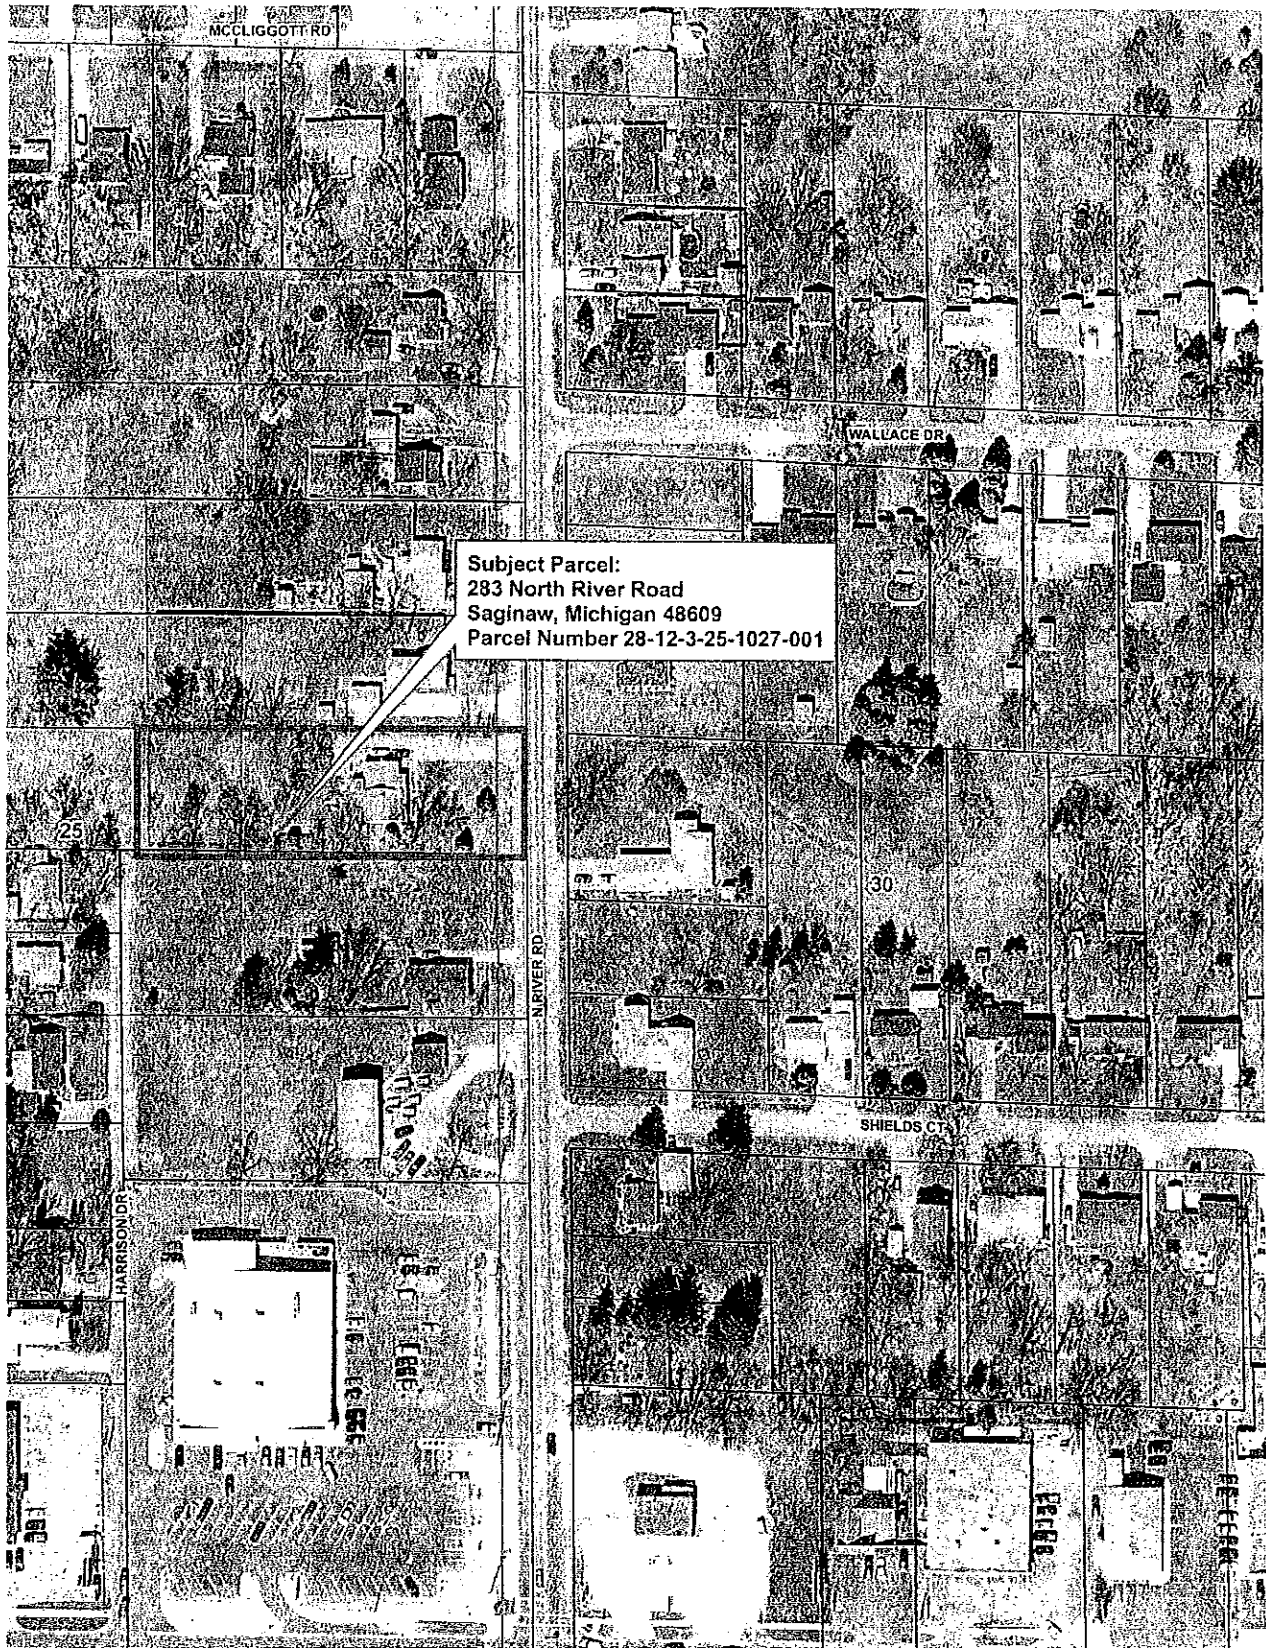 MCCLIGGOTT RD
WALLACE DR
Subject Parcel:
283 North River Road
Saginaw, Michigan 48609
Parcel Number 28-12-3-25-1027-001
25
30
N RIVER RD
SHIELDS CT
HARRISON DR